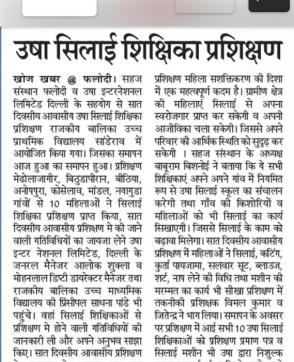 उषा सिलाई शिक्षिका प्रशिक्षण
खोज खबर @ फलोदी। सहज
संस्थान फलोदी व उषा इन्टरनेशनल
लिमिटेड दिल्ली के सहयोग से सात
दिवसीय आवासीय उषा सिलाई शिक्षिका
प्रशिक्षण राजकीय बालिका उच्च
प्राथमिक विद्यालय सांडेराव में
आयोजित किया गया। जिसका समापन
आज हुआ का समापन हुआ। प्रशिक्षण
मेढोलाजागीर, बिठुडापीरान, बीठिया,
अनोपपुरा, कोसेलाव, मांडल, नयागुडा
गांवों से 10 महिलाओं ने सिलाई
शिक्षिका प्रशिक्षण प्राप्त किया, सात
दिवसीय आवासीय प्रशिक्षण मे की जाने
वाली गतिविधियों का जायजा लेने उषा
इन्टर नेशनल लिमिटेड, दिल्ली के
जनरल मैनेजर आलोक शुक्ला व
मोहनलाल डिप्टी डायरेक्टर मैनेजर तथा
राजकीय बालिका उच्च माध्यमिक
विद्यालय की प्रिंसीपल साधना पांडे भी
पहुंचे। वहां सिलाई शिक्षिकाओं से
प्रशिक्षण मे होने वाली गतिविधियों की
जानकारी ली और अपने अनुभव साझा
किए। सात दिवसीय आवासीय प्रशिक्षण
प्रशिक्षण महिला सशक्तिकरण की दिशा
में एक महत्वपूर्ण कदम है। ग्रामीण क्षेत्र
की महिलाएं सिलाई से अपना
स्वरोजगार प्राप्त कर सकेगी व अपनी
आजीविका चला सकेगी। जिससे अपने
परिवार की आर्थिक स्थिति को सुदृढ़ कर
सकेगी । सहज संस्थान के अध्यक्ष
बाबूराम बिशनोई ने बताया कि ये सभी
शिक्षिकाएं अपने अपने गांव में नियमित
रूप से उषा सिलाई स्कूल का संचालन
करेगी तथा गाँव की किशोरियों व
महिलाओं को भी सिलाई का कार्य
सिखाएगी। जिससे सिलाई के काम को
बढ़ावा मिलेगा। सात दिवसीय आवासीय
प्रशिक्षण में महिलाओं ने सिलाई, कटिंग,
कुर्ता पायजामा, सलवार सूट, ब्लाउज,
शर्ट, नाप लेने की विधि तथा मशीन की
मरम्मत का कार्य भी सीखा प्रशिक्षण में
तकनीकी प्रशिक्षक विमल कुमार व
जितेन्द्र ने भाग लिया। समापन के अवसर
पर प्रशिक्षण में आई सभी 10 उषा सिलाई
शिक्षिकाओं को प्रशिक्षण प्रमाण पत्र व
सिलाई मशीन भी उषा द्वारा निशुल्क